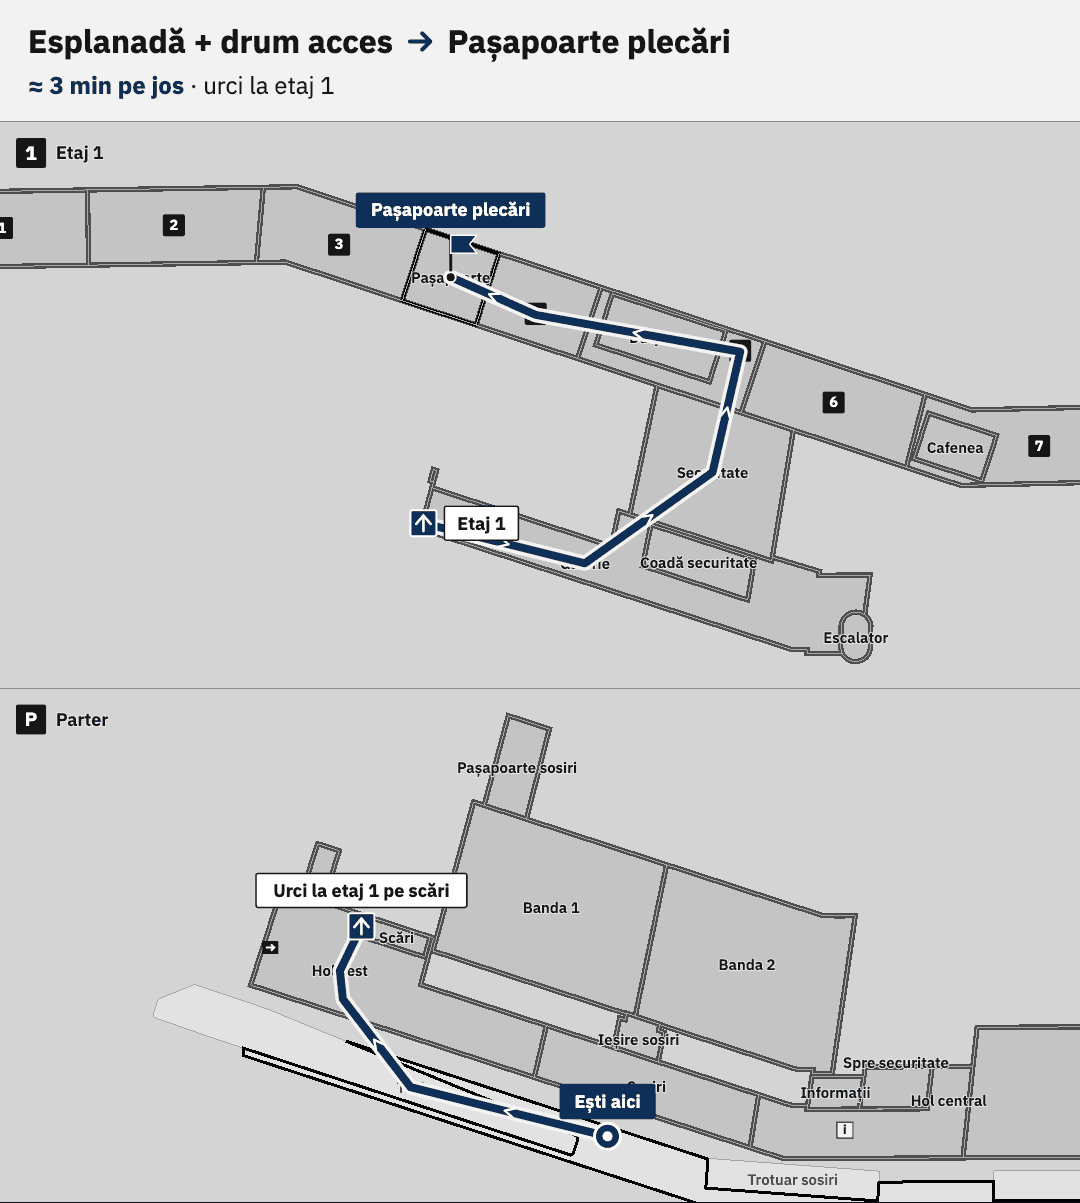 Esplanadă + drum acces → Pașapoarte plecări
≈ 3 min pe jos · urci la etaj 1
1 Etaj 1
1
2
3
Pașapoarte plecări
6
Cafenea
7
Etaj 1
Coadă securitate
Escalator
P Parter
Pașapoarte sosiri
Urci la etaj 1 pe scări
Banda 1
Scări
Banda 2
Ieșire sosiri
Spre securitate
Informații
Hol central
Ești aici
i
Trotuar sosiri